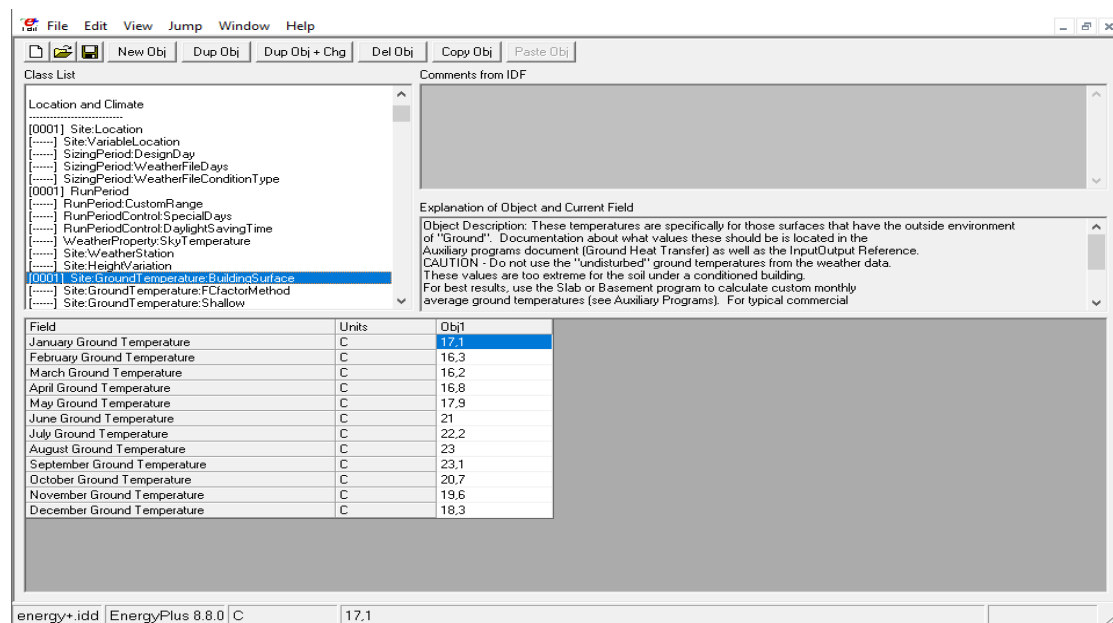 File Edit View Jump Window Help
New Obj Dup Obj Dup Obj + Chg Del Obj Copy Obj Paste Obj
Class List
Comments from IDF
Location and Climate
-------------------------
[0001] Site:Location
[------] Site:VariableLocation
[------] SizingPeriod:DesignDay
[------] SizingPeriod:WeatherFileDays
[------] SizingPeriod:WeatherFileConditionType
[0001] RunPeriod
[------] RunPeriod:CustomRange
[------] RunPeriodControl:SpecialDays
[------] RunPeriodControl:DaylightSavingTime
[------] WeatherProperty:SkyTemperature
[------] Site:WeatherStation
[------] Site:HeightVariation
[0001] Site:GroundTemperature:BuildingSurface
[------] Site:GroundTemperature:FCfactorMethod
[------] Site:GroundTemperature:Shallow
Explanation of Object and Current Field
Object Description: These temperatures are specifically for those surfaces that have the outside environment
of "Ground". Documentation about what values these should be is located in the
Auxiliary programs document (Ground Heat Transfer) as well as the InputOutput Reference.
CAUTION - Do not use the "undisturbed" ground temperatures from the weather data.
These values are too extreme for the soil under a conditioned building.
For best results, use the Slab or Basement program to calculate custom monthly
average ground temperatures (see Auxiliary Programs). For typical commercial
Field Units Obj1
January Ground Temperature C 17,1
February Ground Temperature C 16,3
March Ground Temperature C 16,2
April Ground Temperature C 16,8
May Ground Temperature C 17,9
June Ground Temperature C 21
July Ground Temperature C 22,2
August Ground Temperature C 23
September Ground Temperature C 23,1
October Ground Temperature C 20,7
November Ground Temperature C 19,6
December Ground Temperature C 18,3
energy+.idd EnergyPlus 8.8.0 C 17,1